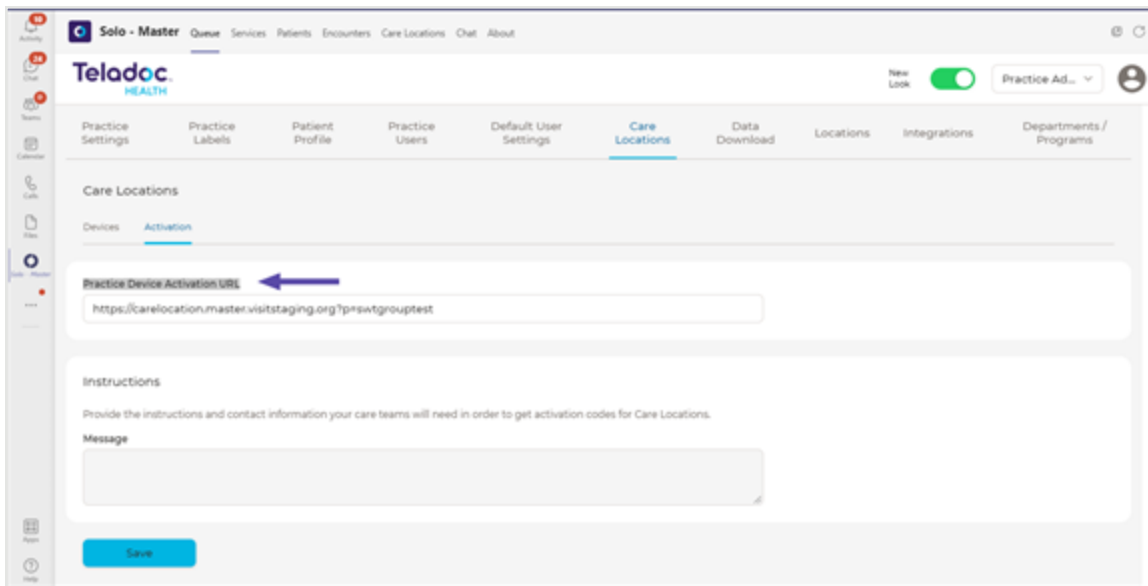 Solo - Master Queue Services Patients Encounters Care Locations Chat About
Teladoc.
HEALTH
New
Look
Practice Ad...
Practice
Settings
Practice
Labels
Patient
Profile
Practice
Users
Default User
Settings
Care
Locations
Data
Download
Locations
Integrations
Departments /
Programs
Care Locations
Devices Activation
Practice Device Activation URL
https://carelocation.master.visitstaging.org?p=swtgrouptest
Instructions
Provide the instructions and contact information your care teams will need in order to get activation codes for Care Locations.
Message
Save
Activity
Chat
Teams
Calendar
Calls
Files
Solo - Master
Apps
Help